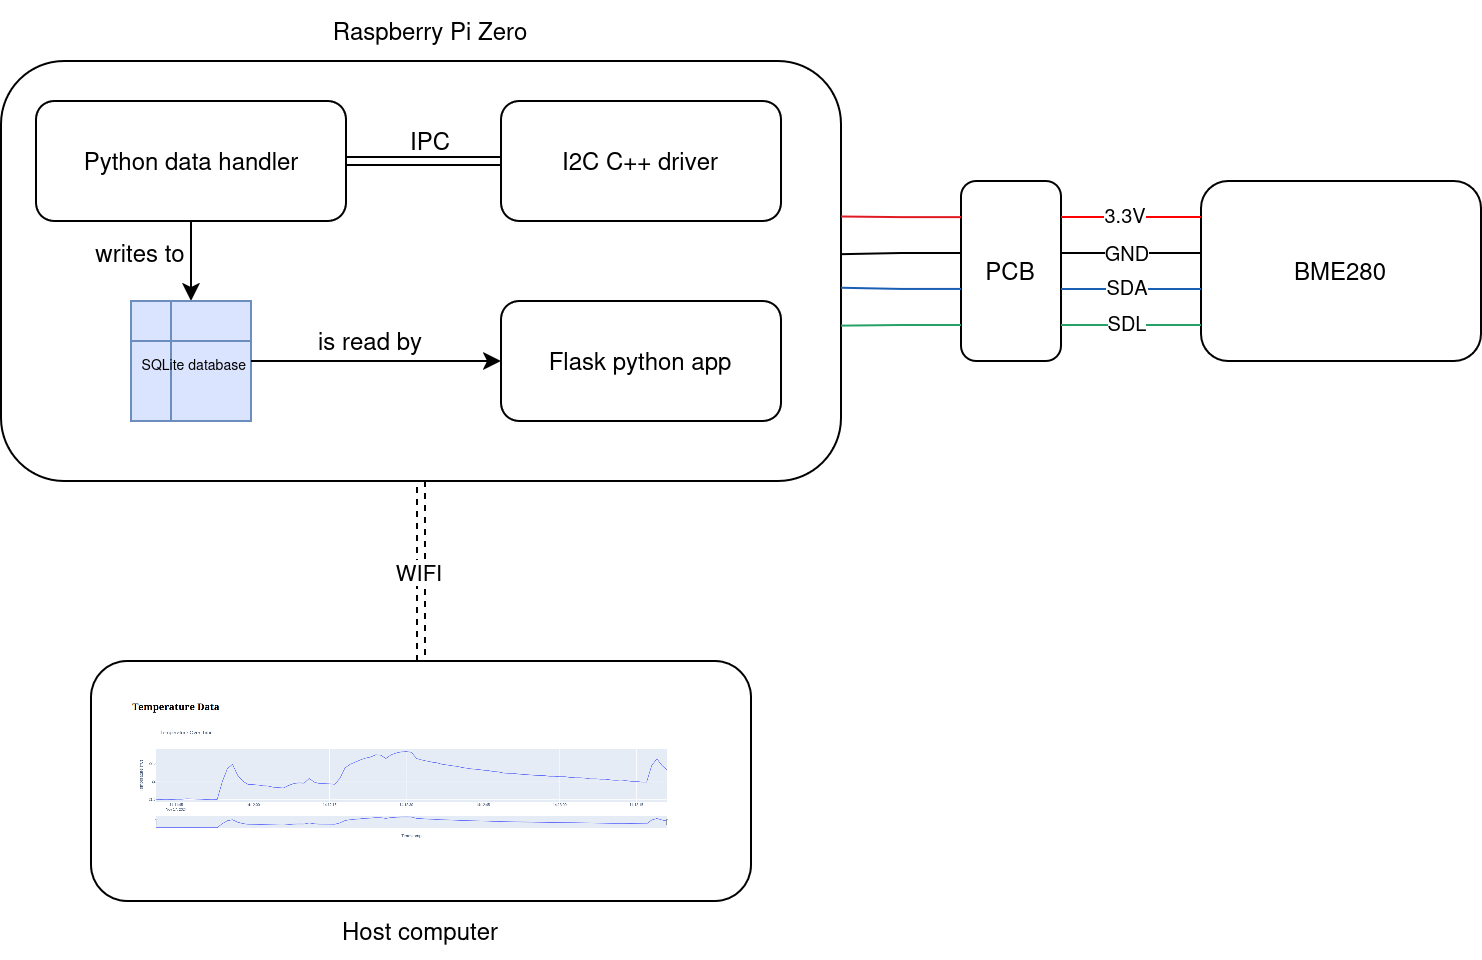 Raspberry Pi Zero
Python data handler
IPC
I2C C++ driver
writes to
SQLite database
is read by
Flask python app
PCB
3.3V
GND
SDA
SDL
BME280
WIFI
Temperature Data
Host computer